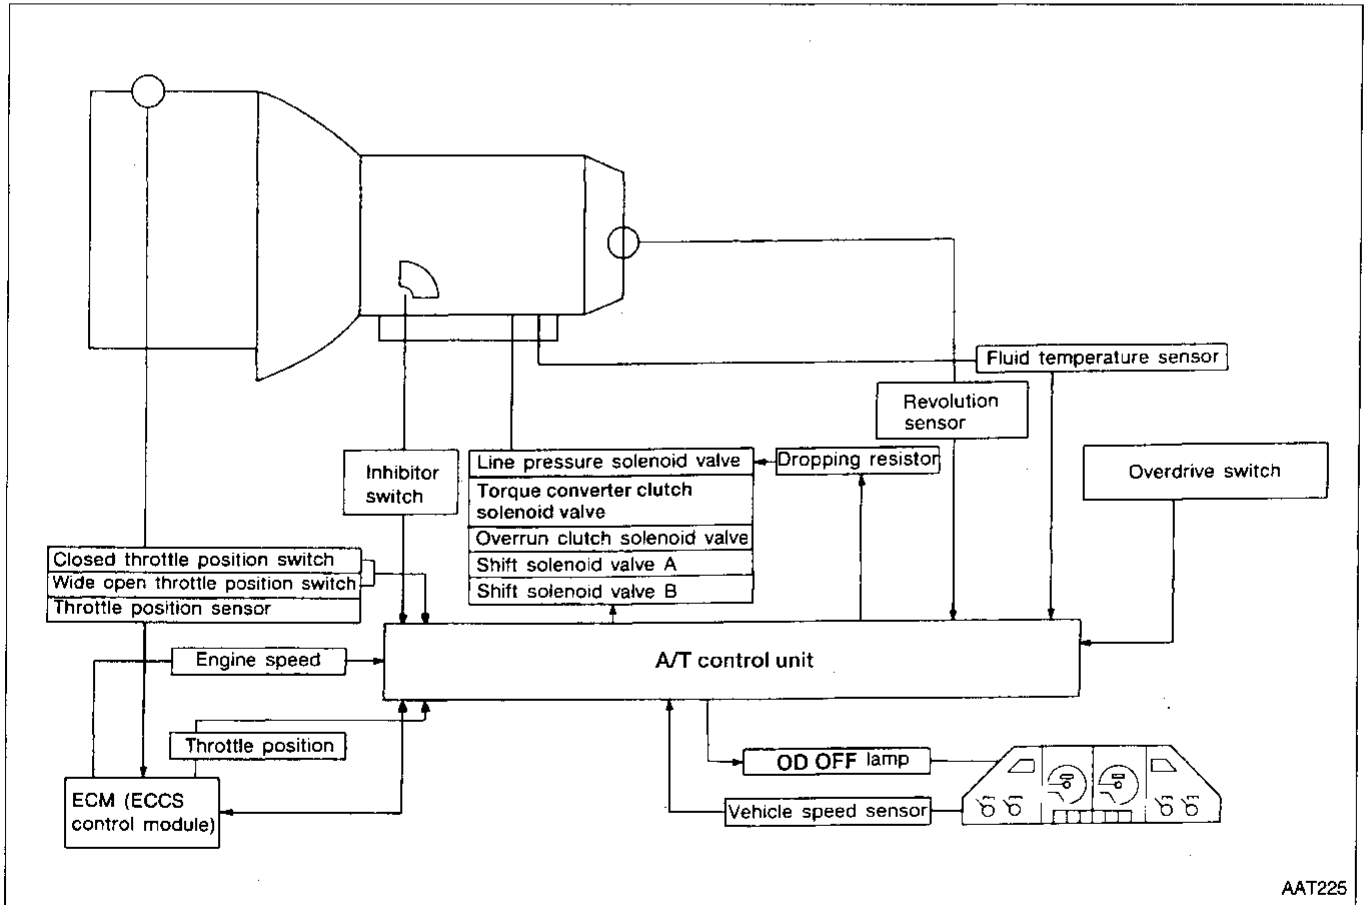 Fluid temperature sensor
Revolution
sensor
Inhibitor
switch
Line pressure solenoid valve
Dropping resistor
Torque converter clutch
solenoid valve
Overrun clutch solenoid valve
Shift solenoid valve A
Shift solenoid valve B
Overdrive switch
Closed throttle position switch
Wide open throttle position switch
Throttle position sensor
Engine speed
A/T control unit
Throttle position
OD OFF lamp
ECM (ECCS
control module)
Vehicle speed sensor
AAT225